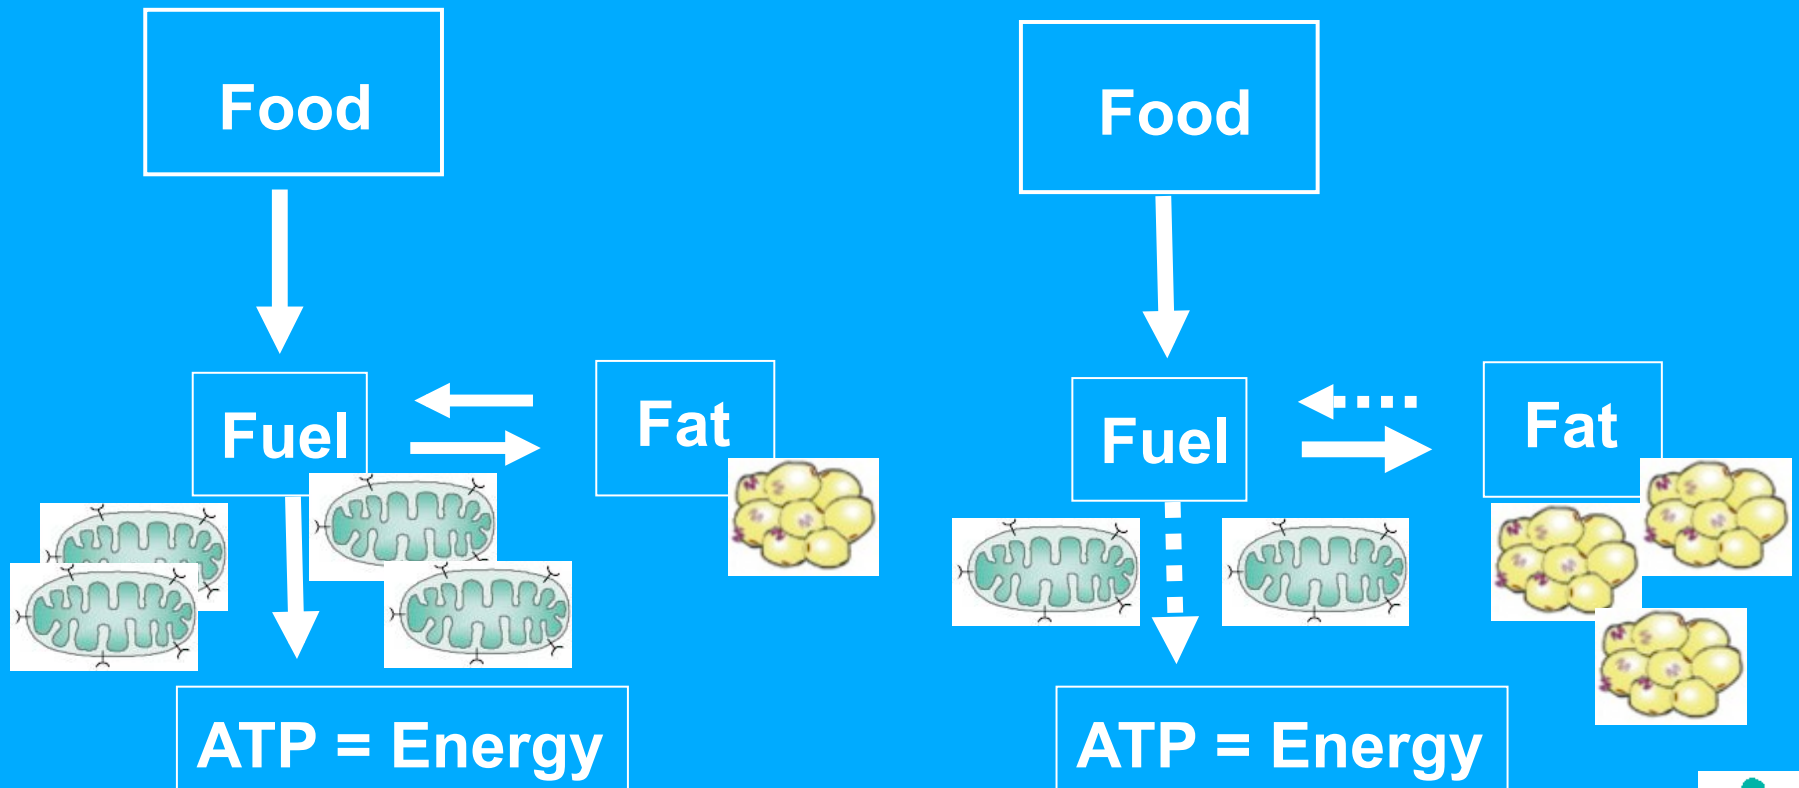 Food
Fuel
Fat
ATP = Energy
Food
Fuel
Fat
ATP = Energy